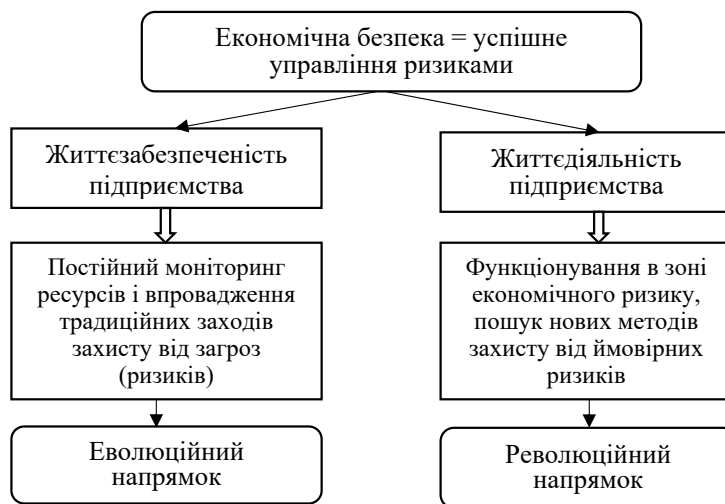 Економічна безпека = успішне
управління ризиками
Життєзабезпеченість
підприємства
Життєдіяльність
підприємства
Постійний моніторинг
ресурсів і впровадження
традиційних заходів
захисту від загроз
(ризиків)
Функціонування в зоні
економічного ризику,
пошук нових методів
захисту від ймовірних
ризиків
Еволюційний
напрямок
Революційний
напрямок